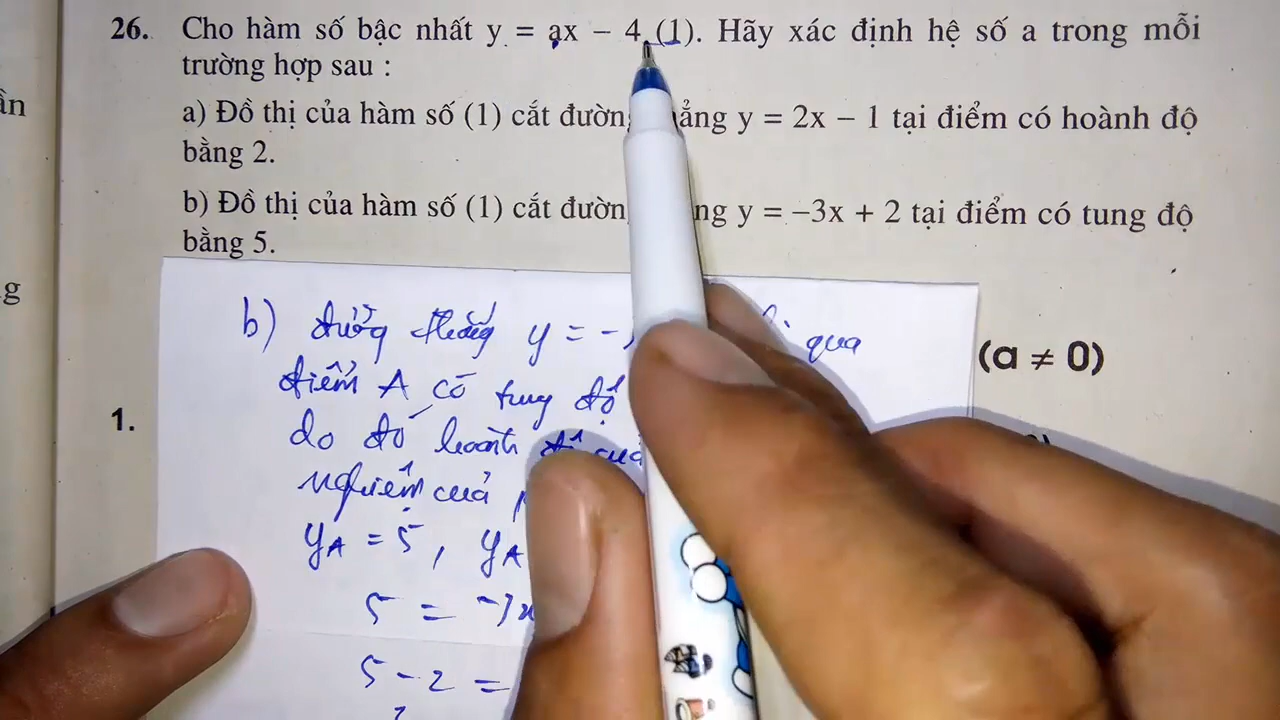 26. Cho hàm số bậc nhất y = ax − 4 (1). Hãy xác định hệ số a trong mỗi
trường hợp sau :
a) Đồ thị của hàm số (1) cắt đường thẳng y = 2x − 1 tại điểm có hoành độ
bằng 2.
b) Đồ thị của hàm số (1) cắt đường thẳng y = −3x + 2 tại điểm có tung độ
bằng 5.
b) đường thẳng y = − qua
điểm A có tung độ
(a ≠ 0)
1.
do đó hoành độ của
nghiệm của
yA = 5, yA
5 = −3x
5 − 2 =
ần
g